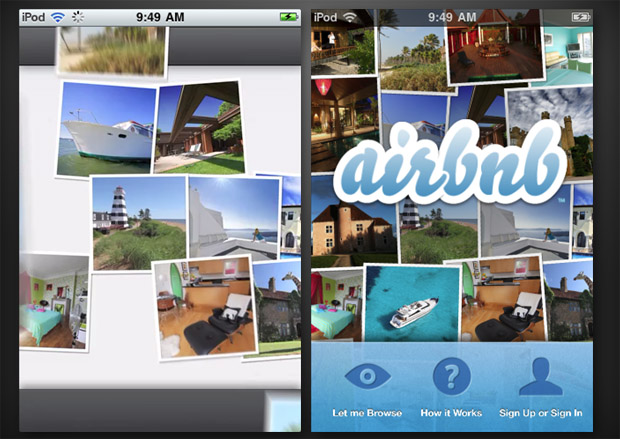 iPod 9:49 AM
iPod 9:49 AM
airbnb™
Let me Browse
How it Works
Sign Up or Sign In